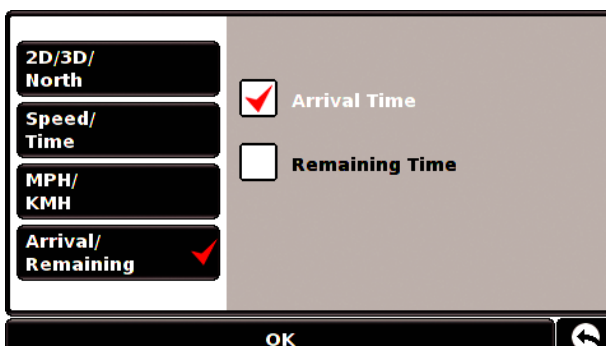 2D/3D/
North
Speed/
Time
MPH/
KMH
Arrival/
Remaining
Arrival Time
Remaining Time
OK